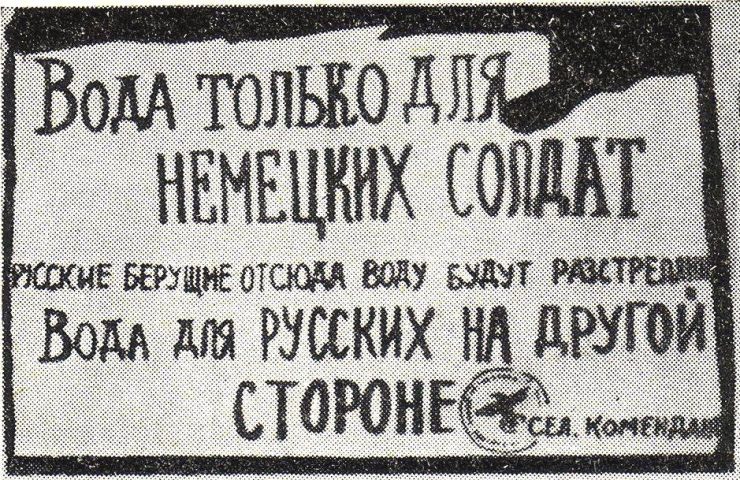 Вода только для
немецких солдат
русские берущие отсюда воду будут разстреляны
Вода для русских на другой
стороне
сел. Комендант